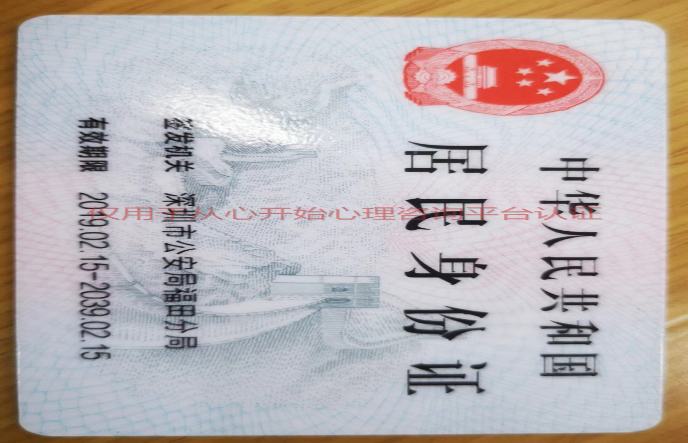 中华人民共和国
居民身份证
签发机关 深圳市公安局福田分局
有效期限 2019.02.15-2039.02.15
仅用于从心开始心理咨询平台认证